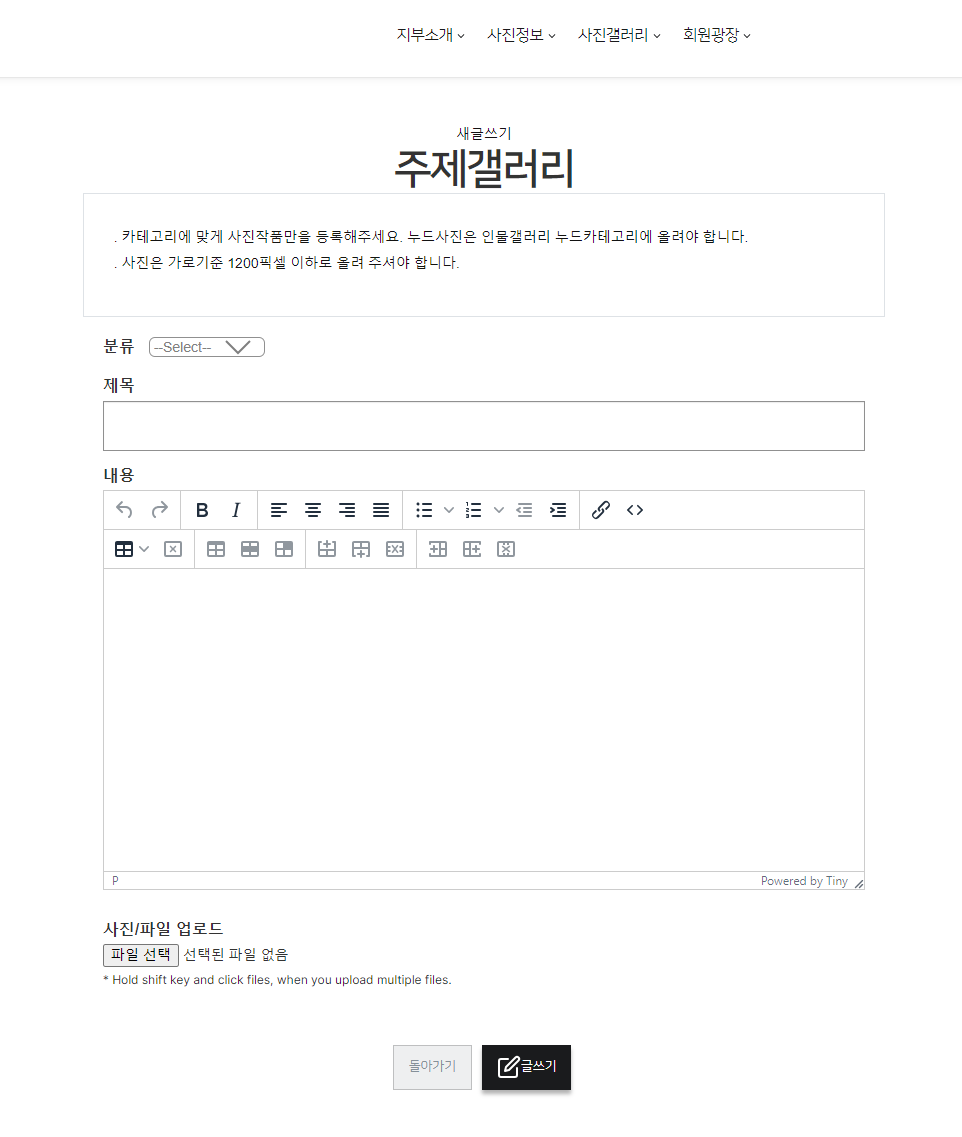 지부소개 사진정보 사진갤러리 회원광장
새글쓰기
주제갤러리
. 카테고리에 맞게 사진작품만을 등록해주세요. 누드사진은 인물갤러리 누드카테고리에 올려야 합니다.
. 사진은 가로기준 1200픽셀 이하로 올려 주셔야 합니다.
분류 --Select--
제목
내용
B I
P Powered by Tiny
사진/파일 업로드
파일 선택 선택된 파일 없음
* Hold shift key and click files, when you upload multiple files.
돌아가기 글쓰기